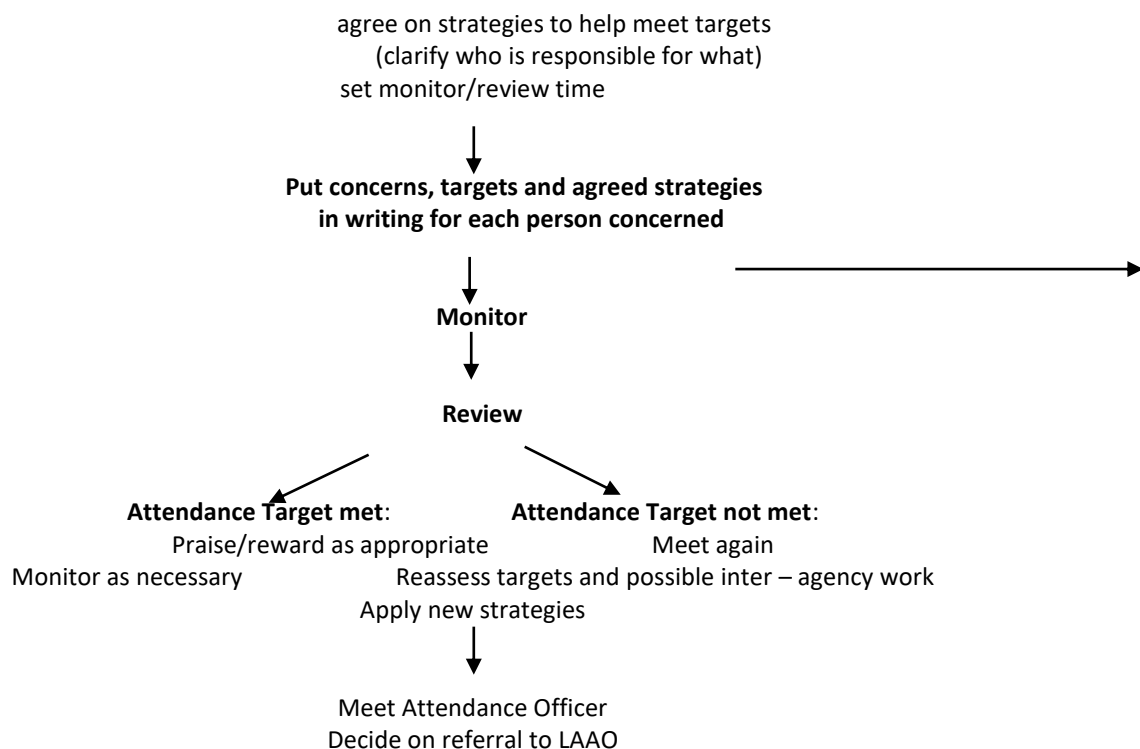 agree on strategies to help meet targets
(clarify who is responsible for what)
set monitor/review time
Put concerns, targets and agreed strategies
in writing for each person concerned
Monitor
Review
Attendance Target met: Attendance Target not met:
Praise/reward as appropriate Meet again
Monitor as necessary Reassess targets and possible inter – agency work
Apply new strategies
Meet Attendance Officer
Decide on referral to LAAO